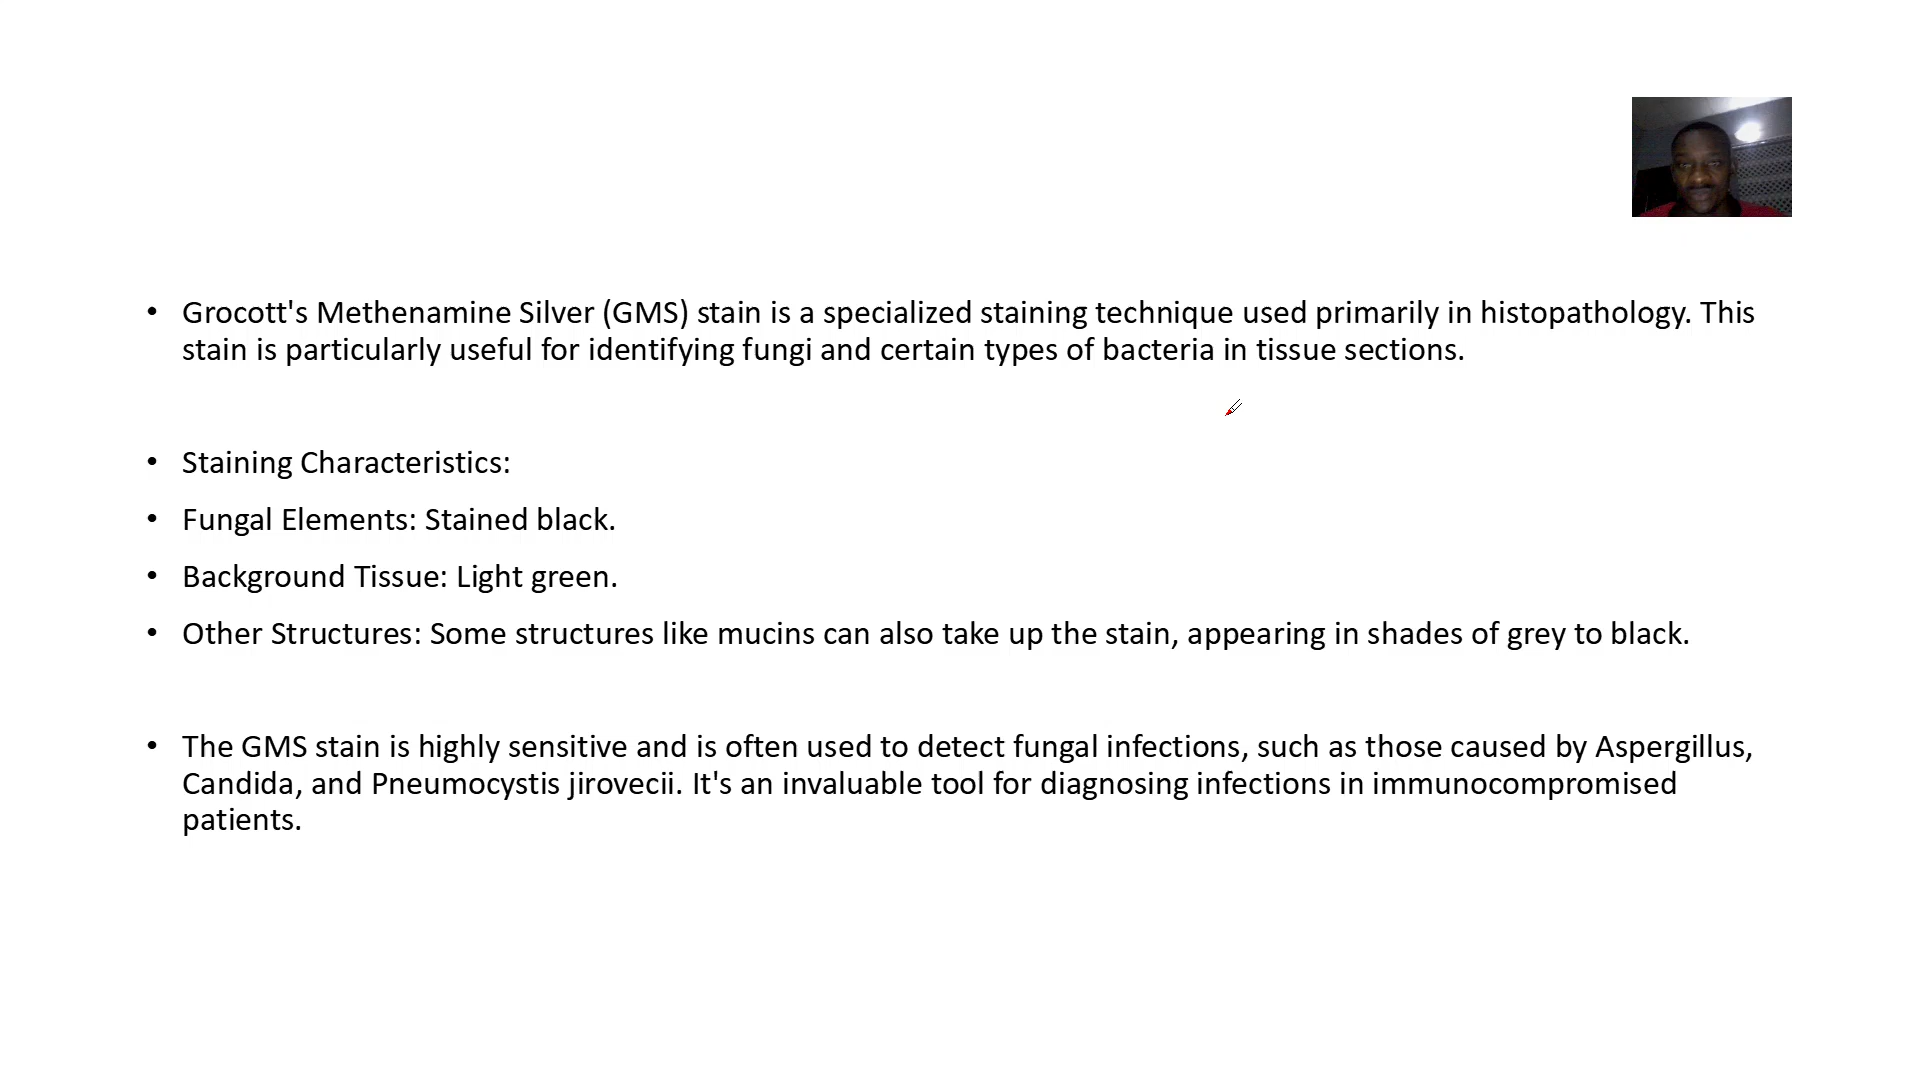 • Grocott's Methenamine Silver (GMS) stain is a specialized staining technique used primarily in histopathology. This
stain is particularly useful for identifying fungi and certain types of bacteria in tissue sections.
• Staining Characteristics:
• Fungal Elements: Stained black.
• Background Tissue: Light green.
• Other Structures: Some structures like mucins can also take up the stain, appearing in shades of grey to black.
• The GMS stain is highly sensitive and is often used to detect fungal infections, such as those caused by Aspergillus,
Candida, and Pneumocystis jirovecii. It's an invaluable tool for diagnosing infections in immunocompromised
patients.